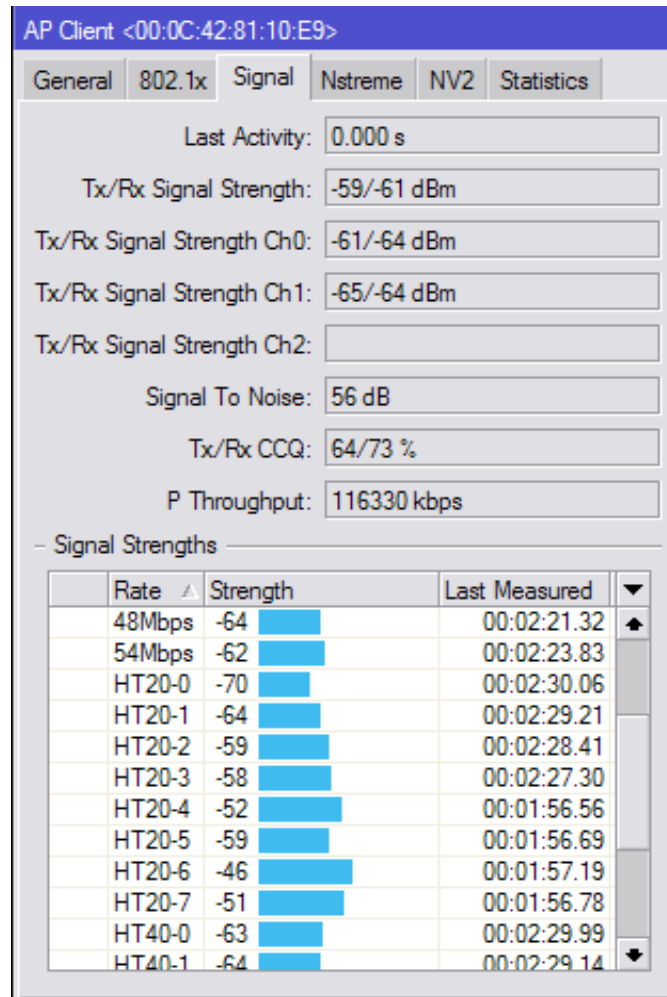 AP Client <00:0C:42:81:10:E9>
General 802.1x Signal Nstreme NV2 Statistics
Last Activity: 0.000 s
Tx/Rx Signal Strength: -59/-61 dBm
Tx/Rx Signal Strength Ch0: -61/-64 dBm
Tx/Rx Signal Strength Ch1: -65/-64 dBm
Tx/Rx Signal Strength Ch2:
Signal To Noise: 56 dB
Tx/Rx CCQ: 64/73 %
P Throughput: 116330 kbps
Signal Strengths
Rate Strength Last Measured
48Mbps -64 00:02:21.32
54Mbps -62 00:02:23.83
HT20-0 -70 00:02:30.06
HT20-1 -64 00:02:29.21
HT20-2 -59 00:02:28.41
HT20-3 -58 00:02:27.30
HT20-4 -52 00:01:56.56
HT20-5 -59 00:01:56.69
HT20-6 -46 00:01:57.19
HT20-7 -51 00:01:56.78
HT40-0 -63 00:02:29.99
HT40-1 -64 00:02:29.14